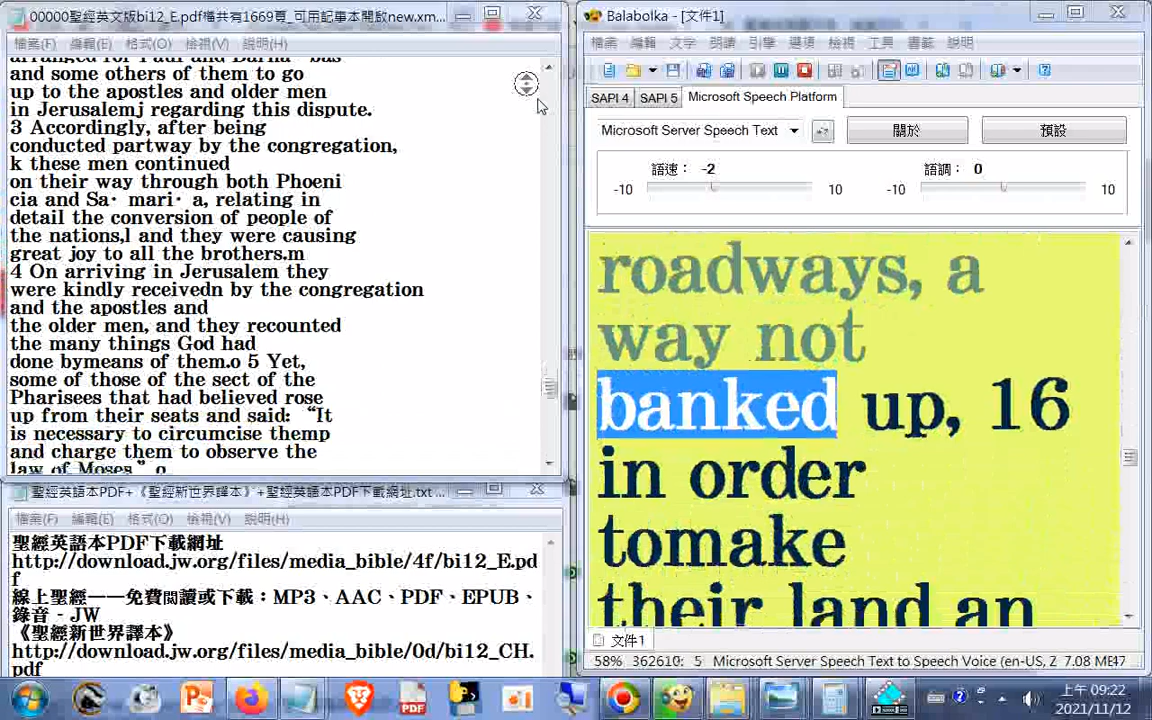 00000聖經英文版bi12_E.pdf檔共有1669頁_可用記事本開啟new.xm...
檔案(F) 編輯(E) 格式(O) 檢視(V) 說明(H)
arranged for Paul and Barna· bas
and some others of them to go
up to the apostles and older men
in Jerusalemj regarding this dispute.
3 Accordingly, after being
conducted partway by the congregation,
k these men continued
on their way through both Phoeni
cia and Sa· mari· a, relating in
detail the conversion of people of
the nations,l and they were causing
great joy to all the brothers.m
4 On arriving in Jerusalem they
were kindly receivedn by the congregation
and the apostles and
the older men, and they recounted
the many things God had
done bymeans of them.o 5 Yet,
some of those of the sect of the
Pharisees that had believed rose
up from their seats and said: “It
is necessary to circumcise themp
and charge them to observe the
law of Moses” q
聖經英語本PDF+《聖經新世界譯本》+聖經英語本PDF下載網址.txt ...
檔案(F) 編輯(E) 格式(O) 檢視(V) 說明(H)
聖經英語本PDF下載網址
http://download.jw.org/files/media_bible/4f/bi12_E.pd
f
線上聖經——免費閱讀或下載：MP3、AAC、PDF、EPUB、
錄音 - JW
《聖經新世界譯本》
http://download.jw.org/files/media_bible/0d/bi12_CH.
pdf
Balabolka - [文件1]
檔案 編輯 文字 朗讀 引擎 選項 檢視 工具 書籤 說明
SAPI 4 SAPI 5 Microsoft Speech Platform
Microsoft Server Speech Text 關於 預設
語速： -2 語調： 0
-10 10 -10 10
roadways, a
way not
banked up, 16
in order
tomake
their land an
文件1
58% 362610: 5 Microsoft Server Speech Text to Speech Voice (en-US, Z 7.08 MB
上午 09:22
2021/11/12